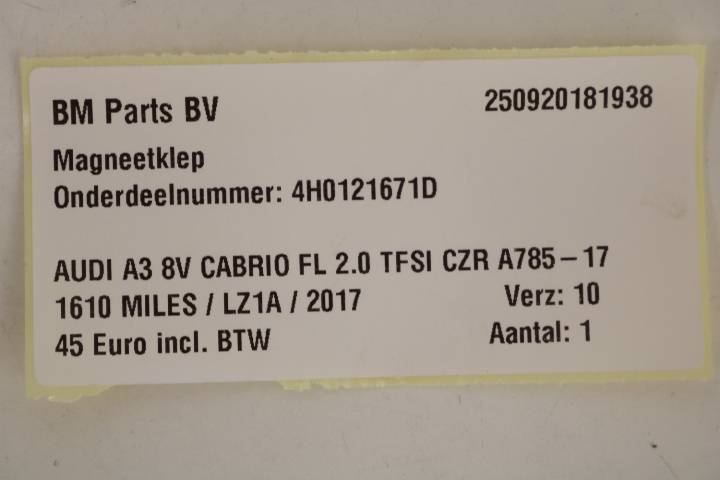 BM Parts BV 250920181938
Magneetklep
Onderdeelnummer: 4H0121671D
AUDI A3 8V CABRIO FL 2.0 TFSI CZR A785-17
1610 MILES / LZ1A / 2017 Verz: 10
45 Euro incl. BTW Aantal: 1